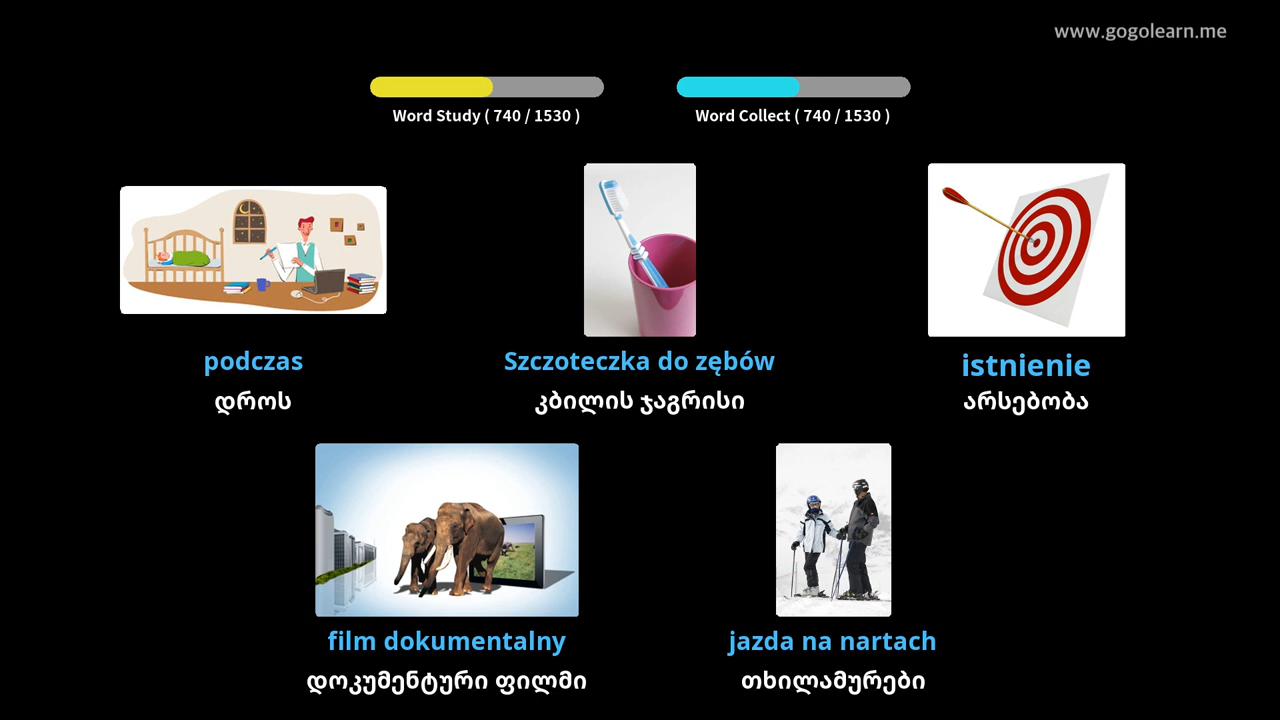 www.gogolearn.me
Word Study ( 740 / 1530 )
Word Collect ( 740 / 1530 )
podczas
დროს
Szczoteczka do zębów
კბილის ჯაგრისი
istnienie
არსებობა
film dokumentalny
დოკუმენტური ფილმი
jazda na nartach
თხილამურები